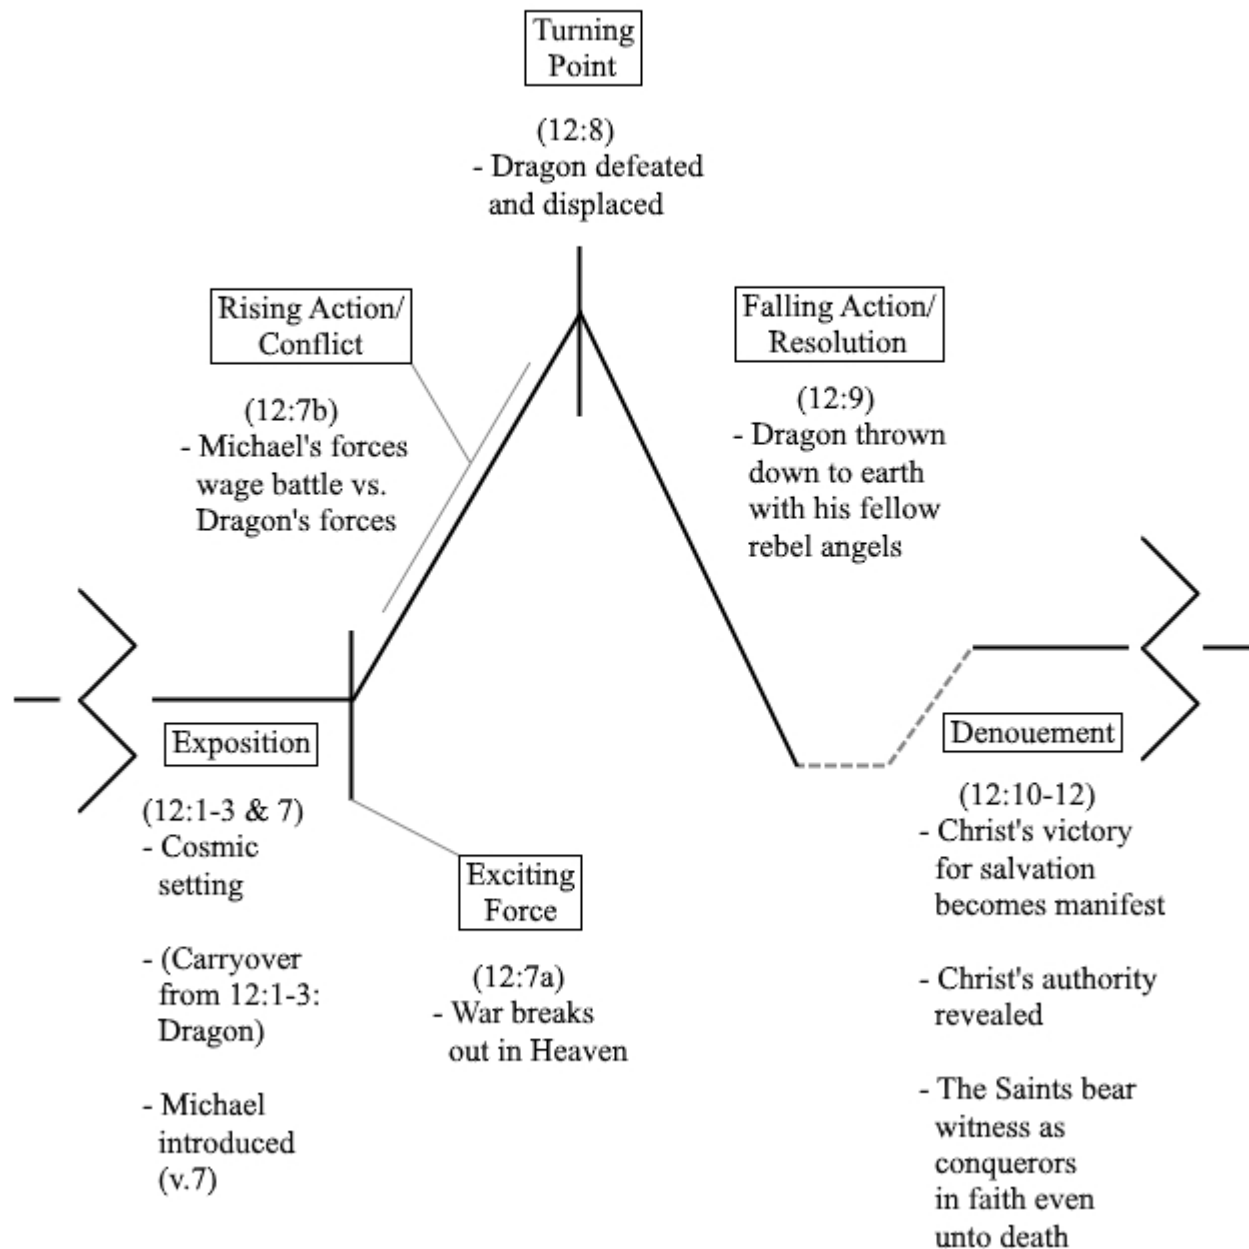 Turning
Point
(12:8)
- Dragon defeated
and displaced
Rising Action/
Conflict
(12:7b)
- Michael's forces
wage battle vs.
Dragon's forces
Falling Action/
Resolution
(12:9)
- Dragon thrown
down to earth
with his fellow
rebel angels
Exposition
(12:1-3 & 7)
- Cosmic
setting
- (Carryover
from 12:1-3:
Dragon)
- Michael
introduced
(v.7)
Exciting
Force
(12:7a)
- War breaks
out in Heaven
Denouement
(12:10-12)
- Christ's victory
for salvation
becomes manifest
- Christ's authority
revealed
- The Saints bear
witness as
conquerors
in faith even
unto death